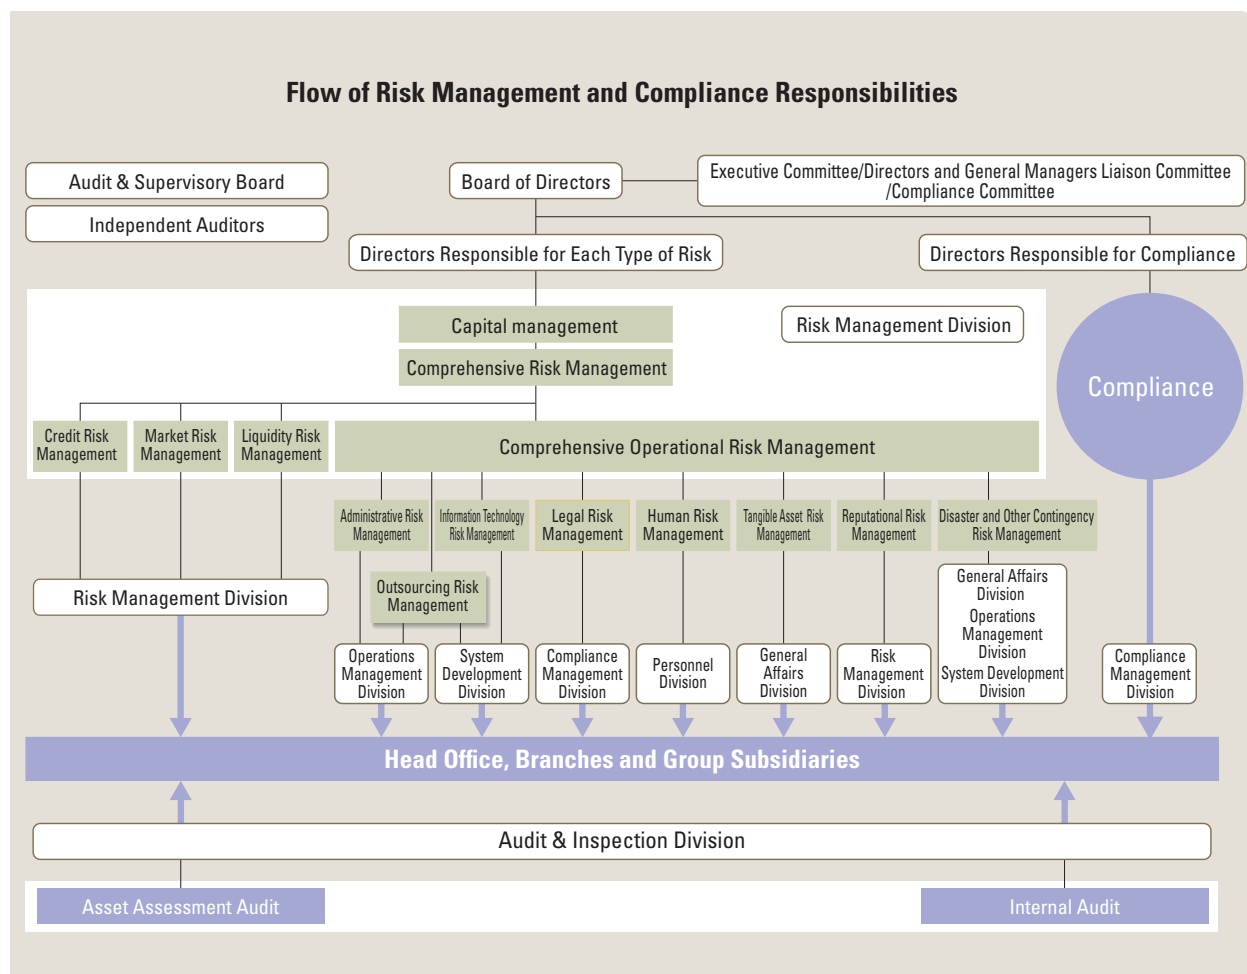 Flow of Risk Management and Compliance Responsibilities
Audit & Supervisory Board
Board of Directors
Executive Committee/Directors and General Managers Liaison Committee
/Compliance Committee
Independent Auditors
Directors Responsible for Each Type of Risk
Directors Responsible for Compliance
Capital management
Risk Management Division
Comprehensive Risk Management
Compliance
Credit Risk
Management
Market Risk
Management
Liquidity Risk
Management
Comprehensive Operational Risk Management
Administrative Risk
Management
Information Technology
Risk Management
Legal Risk
Management
Human Risk
Management
Tangible Asset Risk
Management
Reputational Risk
Management
Disaster and Other Contingency
Risk Management
Risk Management Division
Outsourcing Risk
Management
General Affairs
Division
Operations
Management
Division
System Development
Division
Operations
Management
Division
System
Development
Division
Compliance
Management
Division
Personnel
Division
General
Affairs
Division
Risk
Management
Division
Compliance
Management
Division
Head Office, Branches and Group Subsidiaries
Audit & Inspection Division
Asset Assessment Audit
Internal Audit